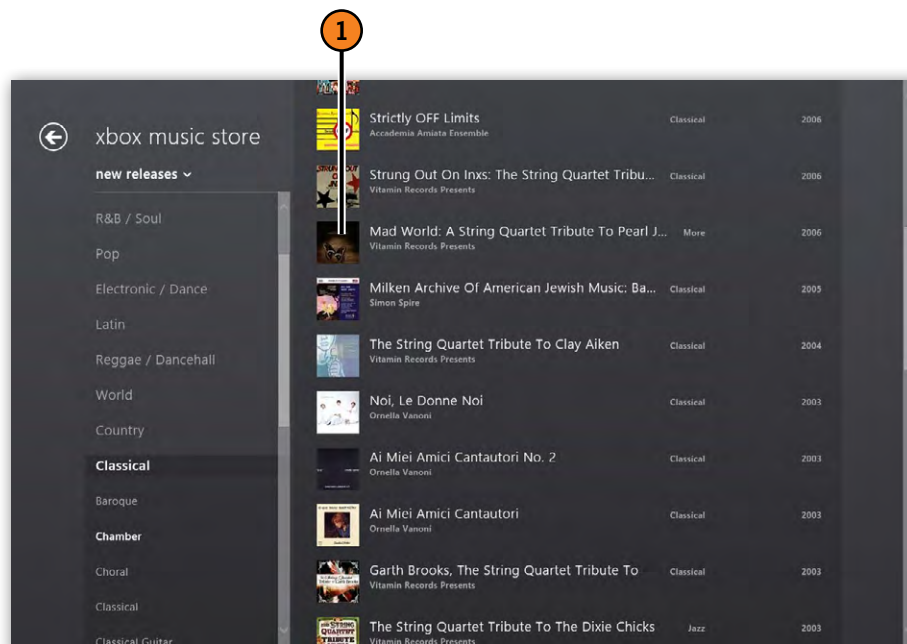 1
xbox music store
new releases
R&B / Soul
Pop
Electronic / Dance
Latin
Reggae / Dancehall
World
Country
Classical
Baroque
Chamber
Choral
Classical
Classical Guitar
Strictly OFF Limits Classical 2006
Accademia Amiata Ensemble
Strung Out On Inxs: The String Quartet Tribu... Classical 2006
Vitamin Records Presents
Mad World: A String Quartet Tribute To Pearl J... More 2006
Vitamin Records Presents
Milken Archive Of American Jewish Music: Ba... Classical 2005
Simon Spire
The String Quartet Tribute To Clay Aiken Classical 2004
Vitamin Records Presents
Noi, Le Donne Noi Classical 2003
Ornella Vanoni
Ai Miei Amici Cantautori No. 2 Classical 2003
Ornella Vanoni
Ai Miei Amici Cantautori Classical 2003
Ornella Vanoni
Garth Brooks, The String Quartet Tribute To Classical 2003
Vitamin Records Presents
STRING
QUARTET
TRIBUTE
The String Quartet Tribute To The Dixie Chicks Jazz 2003
Vitamin Records Presents